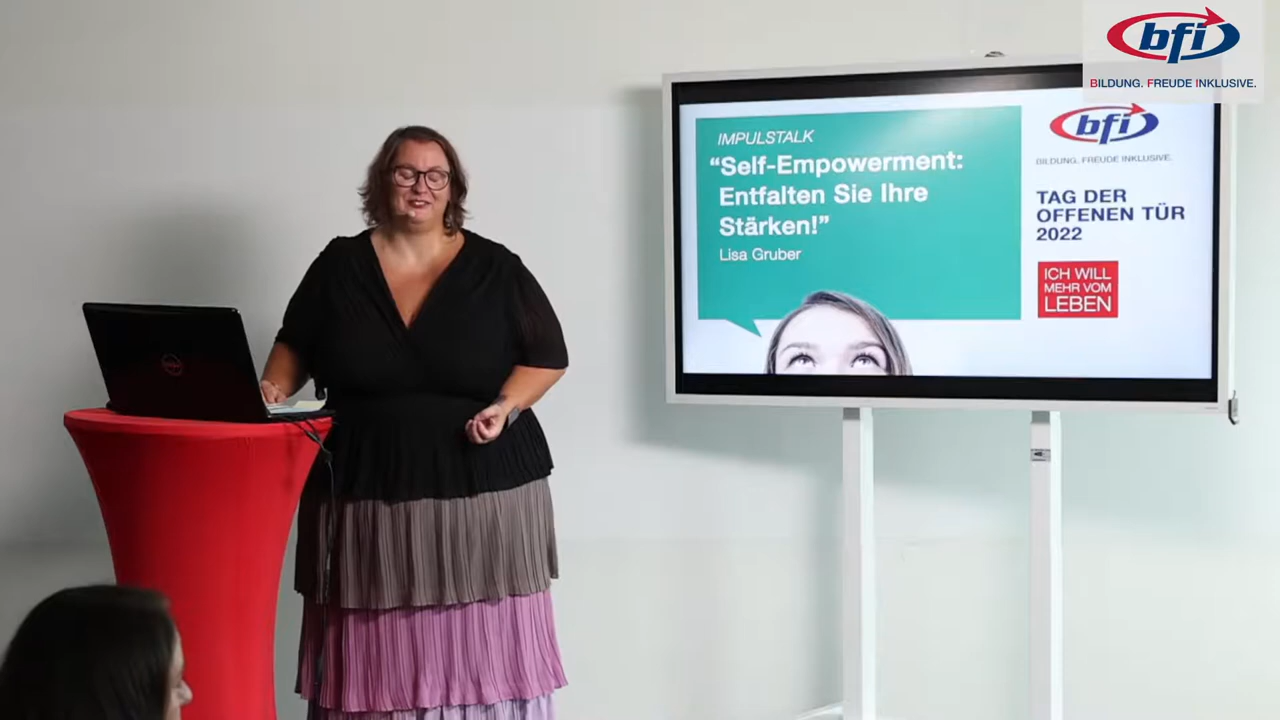 bfi
BILDUNG. FREUDE INKLUSIVE.
IMPULSTALK
“Self-Empowerment:
Entfalten Sie Ihre
Stärken!”
Lisa Gruber
bfi
BILDUNG. FREUDE INKLUSIVE.
TAG DER
OFFENEN TÜR
2022
ICH WILL
MEHR VOM
LEBEN